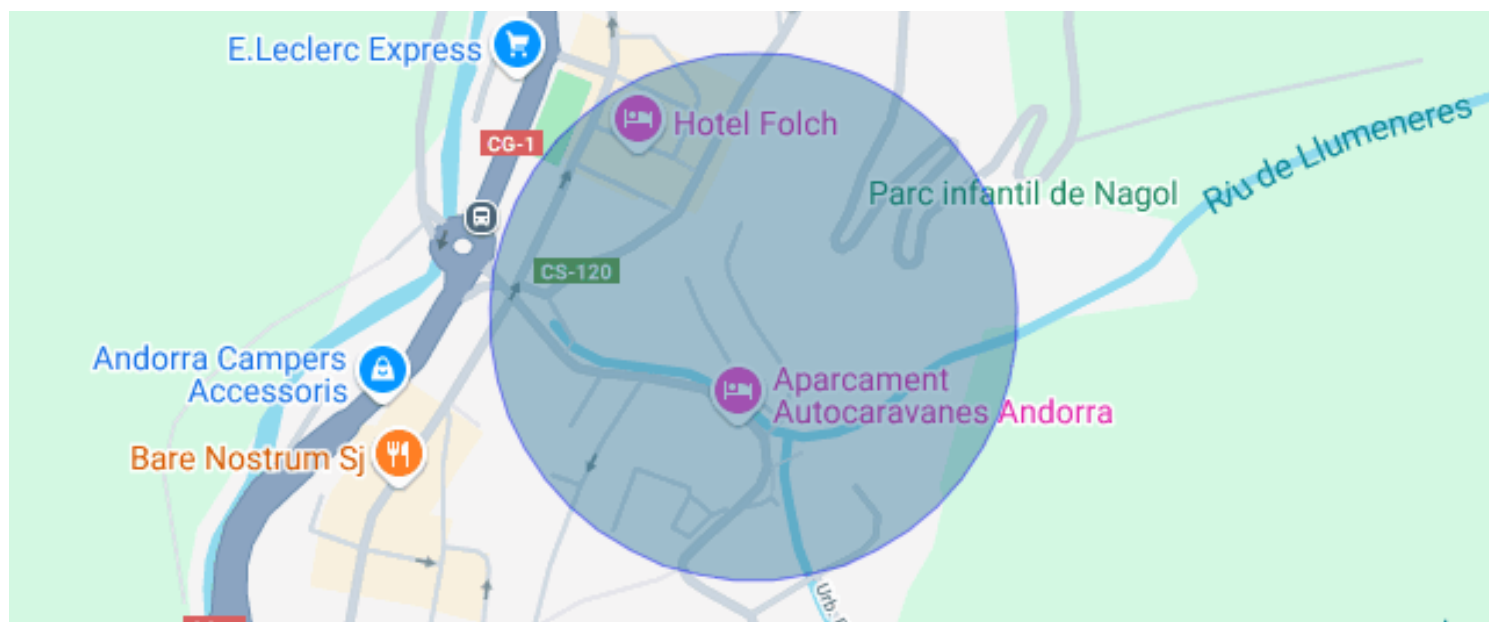 E.Leclerc Express
Hotel Folch
CG-1
Parc infantil de Nagol
Riu de Llumeneres
CS-120
Andorra Campers
Accessoris
Aparcament
Autocaravanes Andorra
Bare Nostrum Sj
Urb.